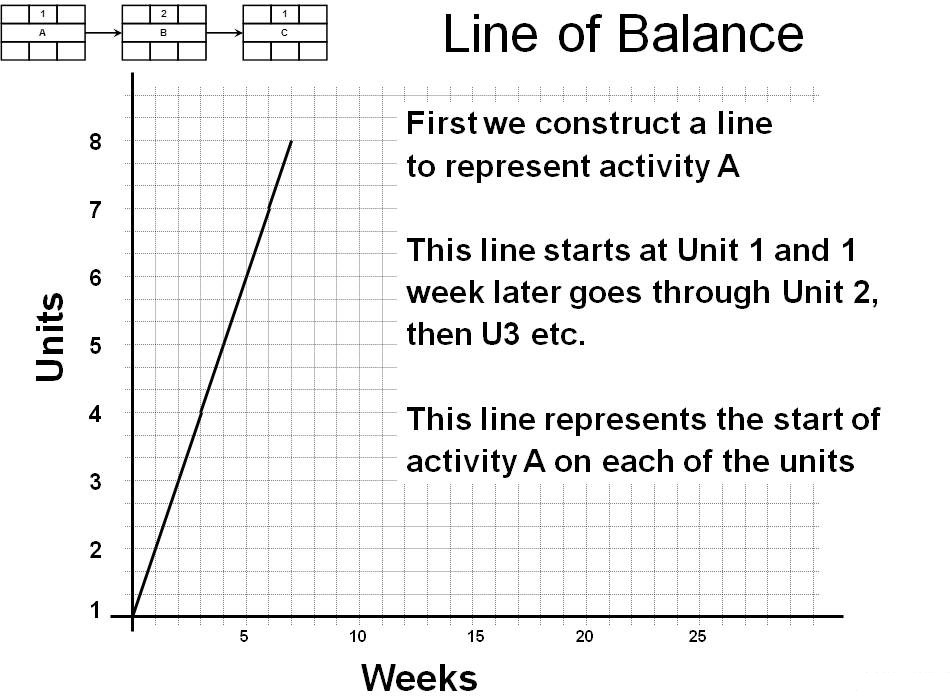 1 2 1
A B C
Line of Balance
First we construct a line
to represent activity A
This line starts at Unit 1 and 1
week later goes through Unit 2,
then U3 etc.
This line represents the start of
activity A on each of the units
Units
8
7
6
5
4
3
2
1
5 10 15 20 25
Weeks